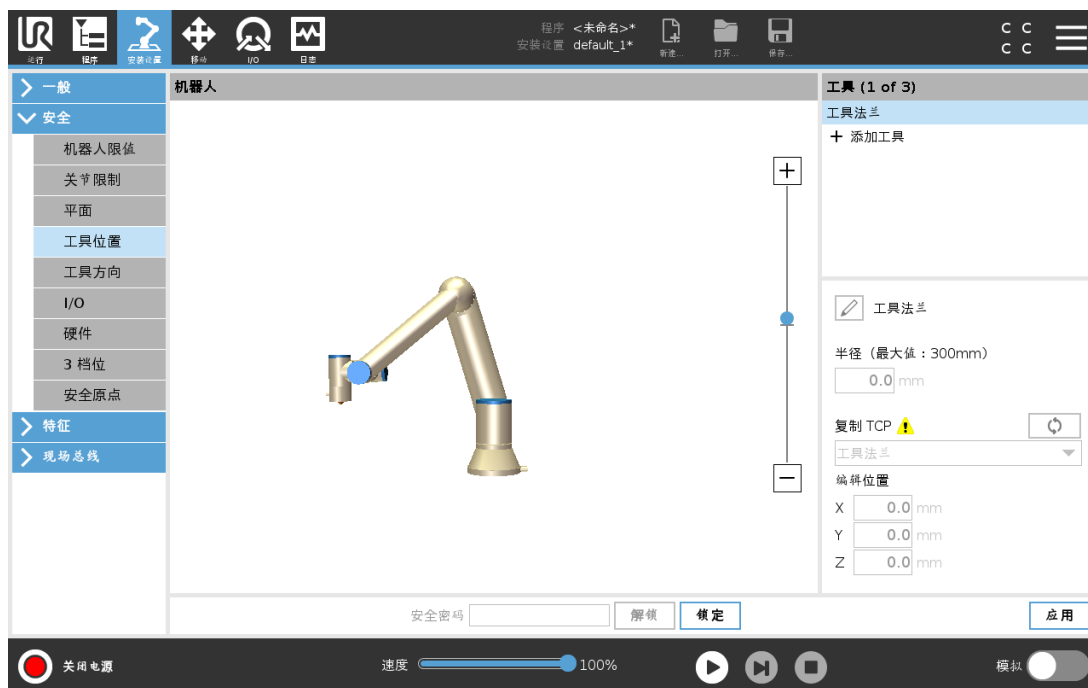 程序 <未命名>*
安装设置 default_1*
运行 程序 安装设置 移动 I/O 日志 新建... 打开... 保存...
C C
C C
一般
安全
机器人限值
关节限制
平面
工具位置
工具方向
I/O
硬件
3 档位
安全原点
特征
现场总线
机器人
工具 (1 of 3)
工具法兰
+ 添加工具
工具法兰
半径（最大值：300mm）
0.0 mm
复制 TCP
工具法兰
编辑位置
X 0.0 mm
Y 0.0 mm
Z 0.0 mm
安全密码 解锁 锁定 应用
关闭电源 速度 100% 模拟